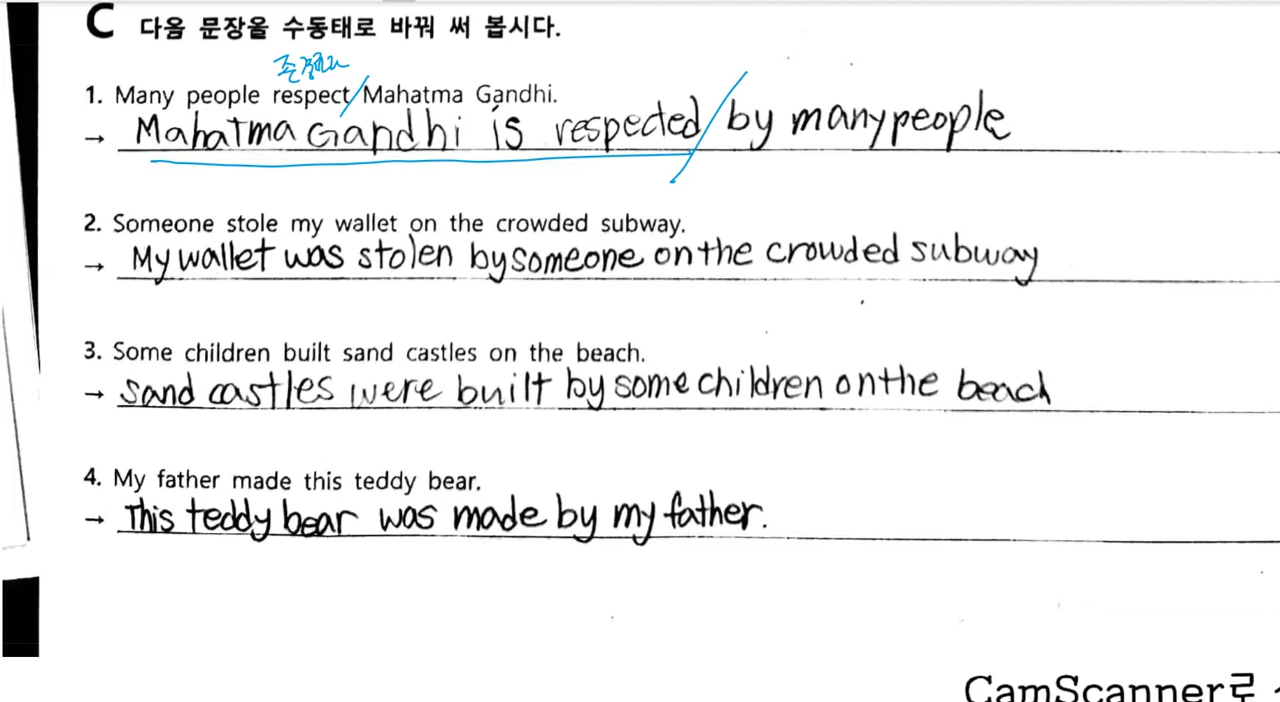 C 다음 문장을 수동태로 바꿔 써 봅시다.
존경하다
1. Many people respect/Mahatma Gandhi.
→ Mahatma Gandhi is respected/by many people
2. Someone stole my wallet on the crowded subway.
→ My wallet was stolen by someone on the crowded subway
3. Some children built sand castles on the beach.
→ sand castles were built by some children on the beach
4. My father made this teddy bear.
→ This teddy bear was made by my father.
CamScanner로